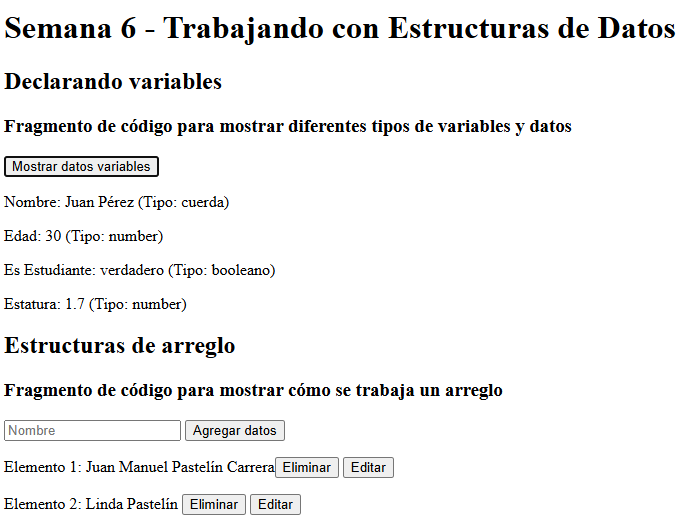 Semana 6 - Trabajando con Estructuras de Datos
Declarando variables
Fragmento de código para mostrar diferentes tipos de variables y datos
Mostrar datos variables
Nombre: Juan Pérez (Tipo: cuerda)
Edad: 30 (Tipo: number)
Es Estudiante: verdadero (Tipo: booleano)
Estatura: 1.7 (Tipo: number)
Estructuras de arreglo
Fragmento de código para mostrar cómo se trabaja un arreglo
Nombre Agregar datos
Elemento 1: Juan Manuel Pastelín Carrera Eliminar Editar
Elemento 2: Linda Pastelín Eliminar Editar